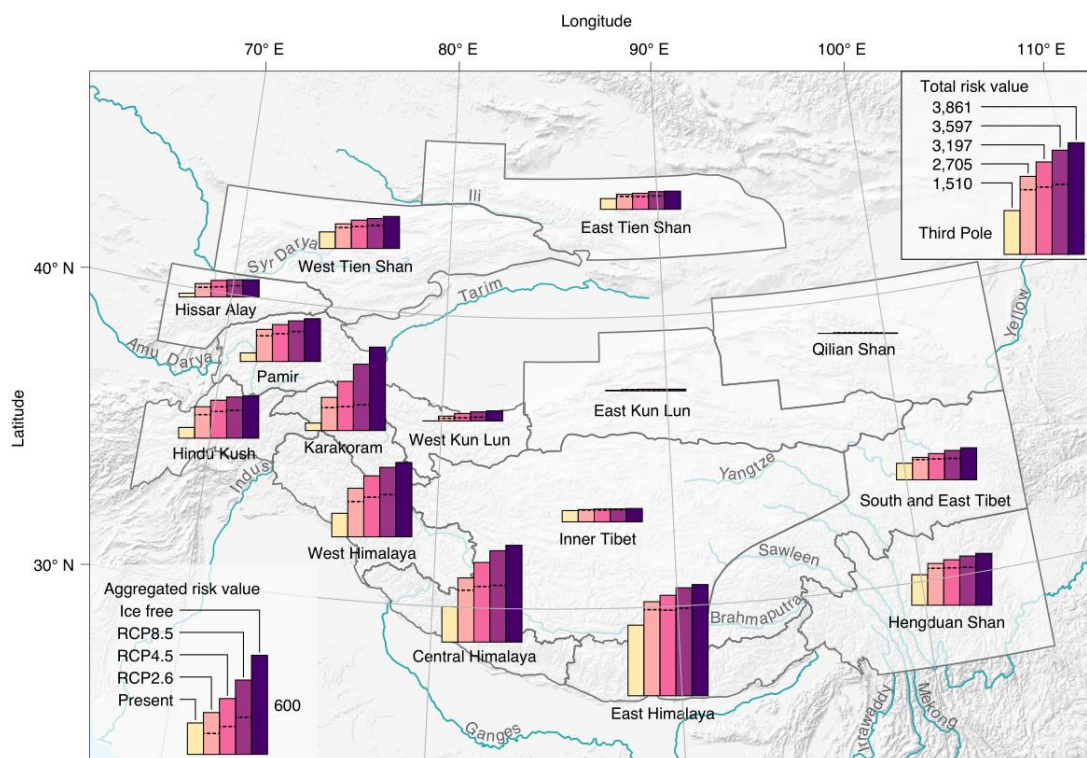 Longitude
70° E
80° E
90° E
100° E
110° E
Total risk value
3,861
3,597
3,197
2,705
1,510
Third Pole
Ili
East Tien Shan
Syr Darya
West Tien Shan
40° N
Tarim
Hissar Alay
Yellow
Amu Darya
Qilian Shan
Pamir
Latitude
East Kun Lun
West Kun Lun
Karakoram
Hindu Kush
Indus
Yangtze
South and East Tibet
Inner Tibet
West Himalaya
Sawleen
30° N
Aggregated risk value
Ice free
RCP8.5
RCP4.5
RCP2.6
Present
600
Brahmaputra
Hengduan Shan
Central Himalaya
East Himalaya
Ganges
Irrawaddy
Mekong